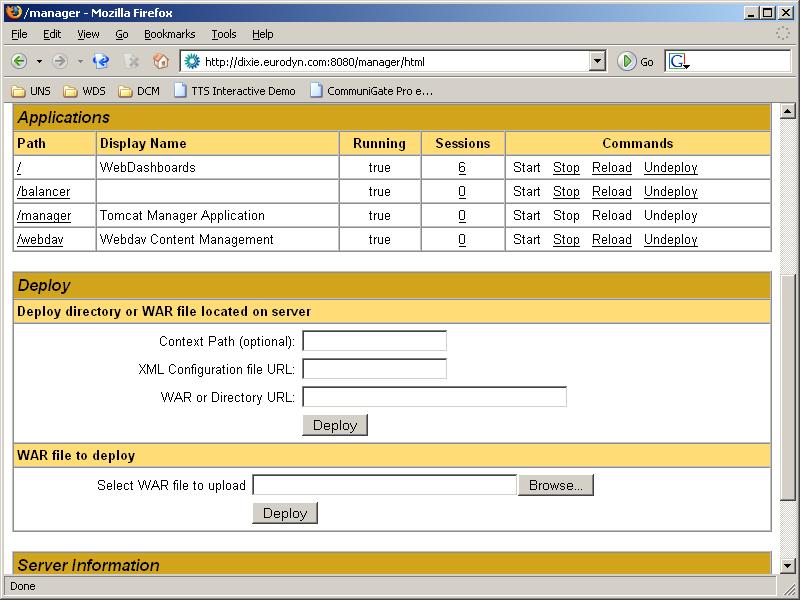 /manager - Mozilla Firefox
File Edit View Go Bookmarks Tools Help
http://dixie.eurodyn.com:8080/manager/html Go G
UNS WDS DCM TTS Interactive Demo CommuniGate Pro e...
Applications
Path Display Name Running Sessions Commands
/ WebDashboards true 6 Start Stop Reload Undeploy
/balancer true 0 Start Stop Reload Undeploy
/manager Tomcat Manager Application true 0 Start Stop Reload Undeploy
/webdav Webdav Content Management true 0 Start Stop Reload Undeploy
Deploy
Deploy directory or WAR file located on server
Context Path (optional):
XML Configuration file URL:
WAR or Directory URL:
Deploy
WAR file to deploy
Select WAR file to upload Browse...
Deploy
Server Information
Done